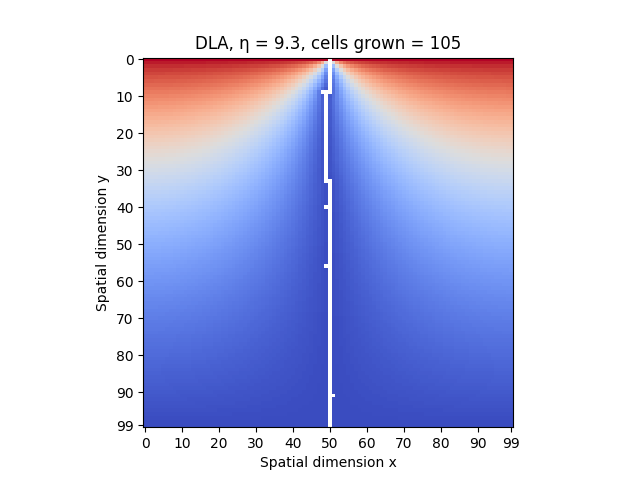 DLA, η = 9.3, cells grown = 105
0
10
20
30
40
50
60
70
80
90
99
Spatial dimension y
0 10 20 30 40 50 60 70 80 90 99
Spatial dimension x